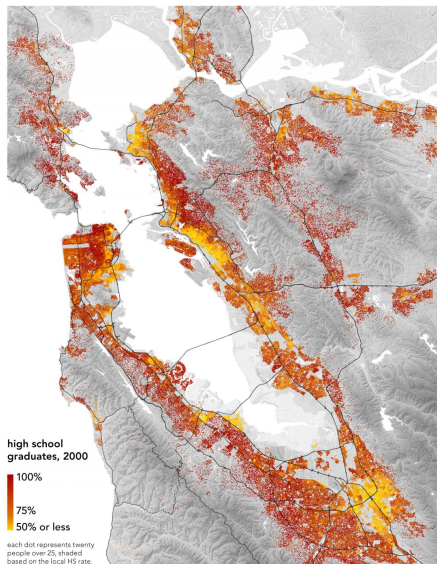 high school
graduates, 2000
100%
75%
50% or less
each dot represents twenty
people over 25, shaded
based on the local HS rate.